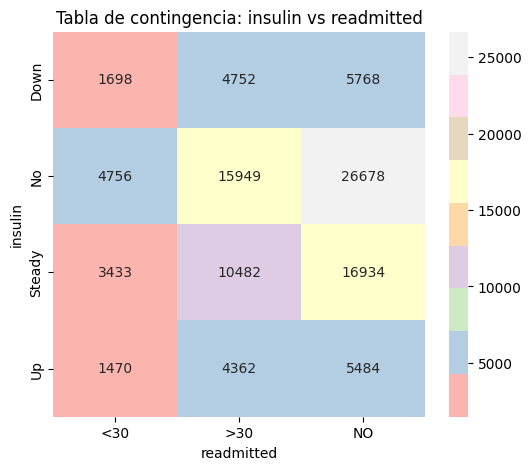 Tabla de contingencia: insulin vs readmitted
insulin
Down
1698 4752 5768
No
4756 15949 26678
Steady
3433 10482 16934
Up
1470 4362 5484
<30 >30 NO
readmitted
25000
20000
15000
10000
5000